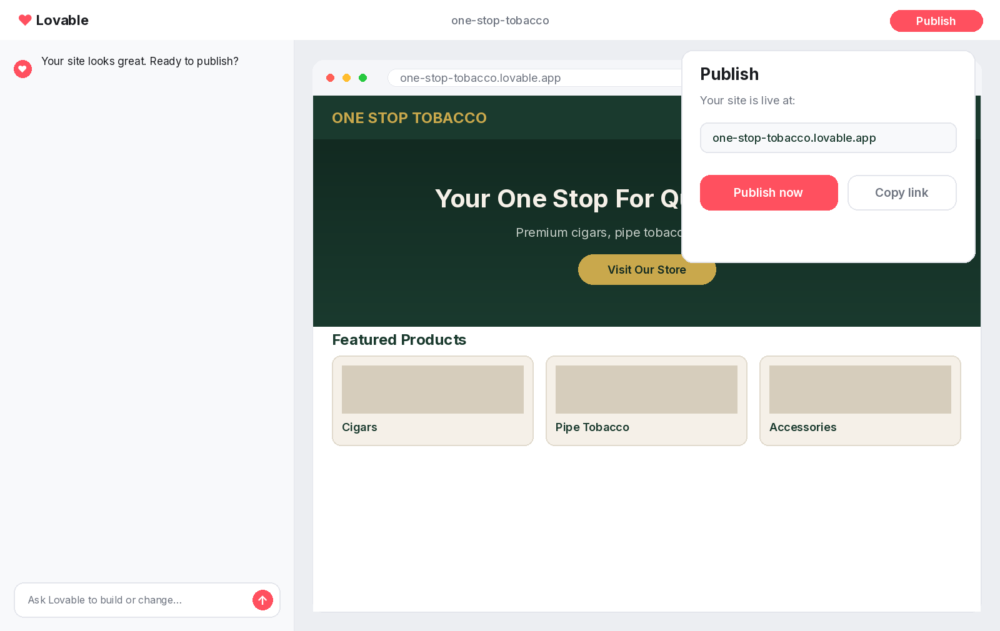 Lovable
one-stop-tobacco
Publish
Your site looks great. Ready to publish?
one-stop-tobacco.lovable.app
ONE STOP TOBACCO
Your One Stop For
Premium cigars, pipe
Visit Our Store
Publish
Your site is live at:
one-stop-tobacco.lovable.app
Publish now
Copy link
Featured Products
Cigars
Pipe Tobacco
Accessories
Ask Lovable to build or change...